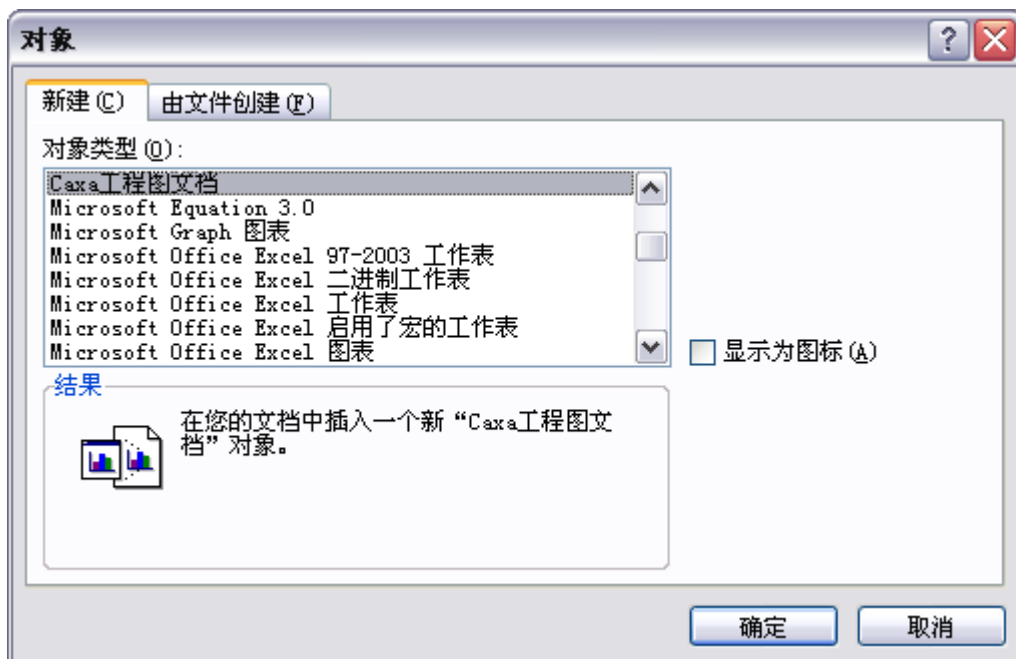 对象
新建(C) 由文件创建(F)
对象类型(O):
Caxa工程图文档
Microsoft Equation 3.0
Microsoft Graph 图表
Microsoft Office Excel 97-2003 工作表
Microsoft Office Excel 二进制工作表
Microsoft Office Excel 工作表
Microsoft Office Excel 启用了宏的工作表
Microsoft Office Excel 图表
显示为图标(A)
结果
在您的文档中插入一个新“Caxa工程图文
档”对象。
确定 取消